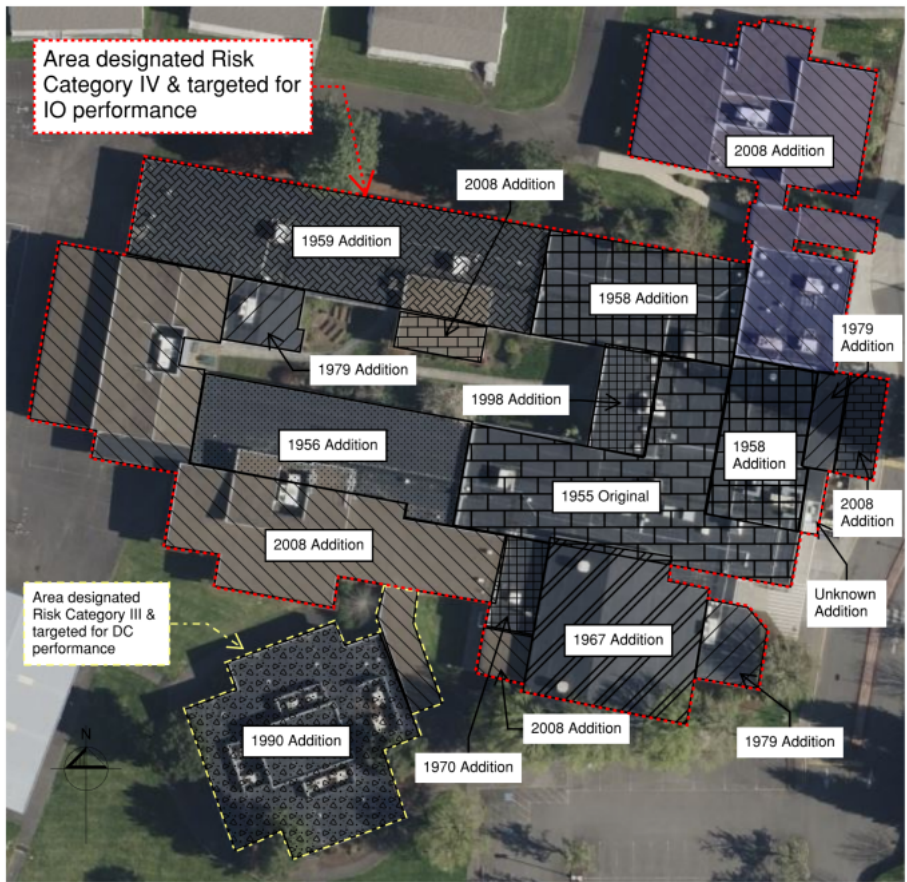 Area designated Risk
Category IV & targeted for
IO performance
2008 Addition
2008 Addition
1959 Addition
1958 Addition
1979
Addition
1979 Addition
1998 Addition
1956 Addition
1958
Addition
1955 Original
2008
Addition
2008 Addition
Area designated
Risk Category III &
targeted for DC
performance
Unknown
Addition
1967 Addition
N
2008 Addition
1990 Addition
1979 Addition
1970 Addition